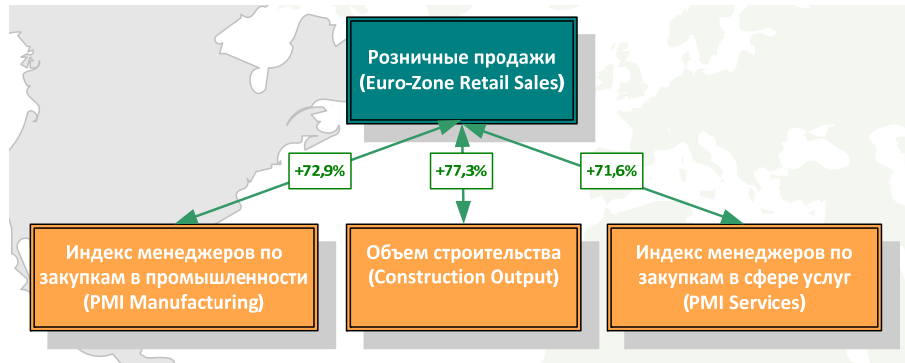 Розничные продажи
(Euro-Zone Retail Sales)
+72,9%
+77,3%
+71,6%
Индекс менеджеров по
закупкам в промышленности
(PMI Manufacturing)
Объем строительства
(Construction Output)
Индекс менеджеров по
закупкам в сфере услуг
(PMI Services)